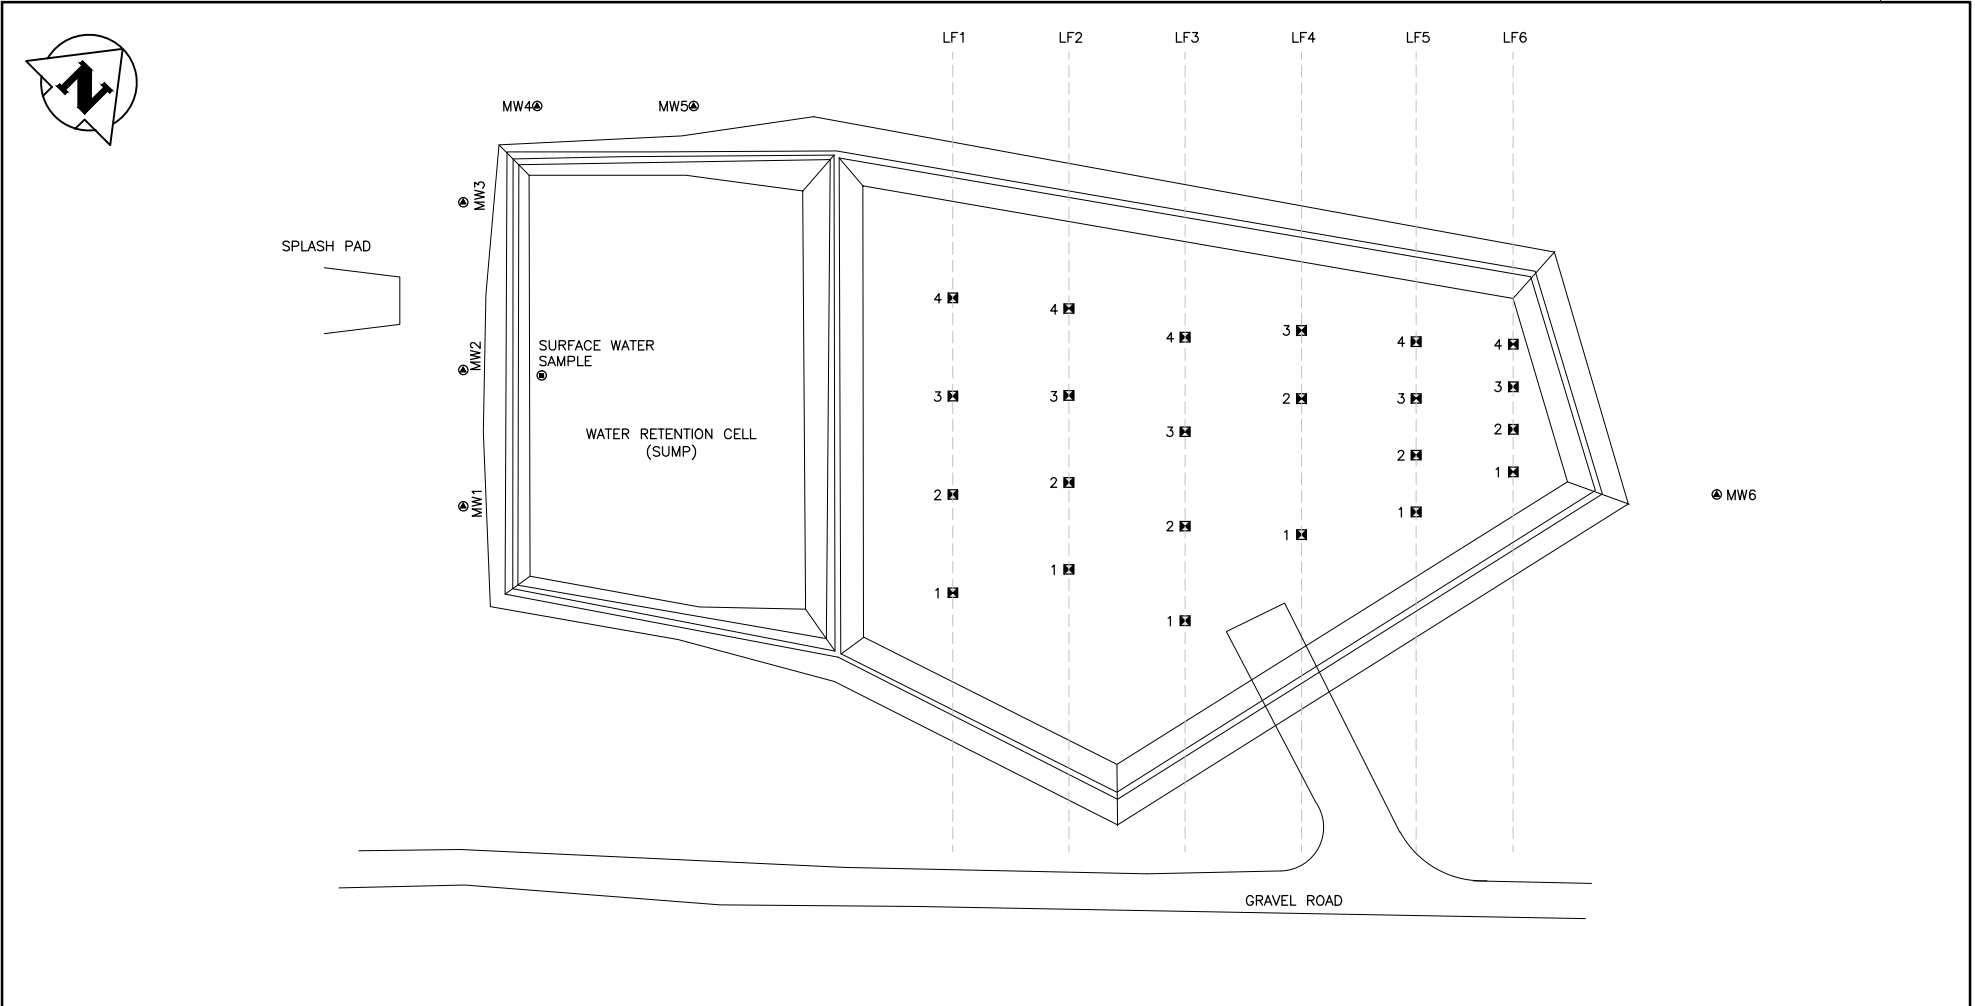 LF1 LF2 LF3 LF4 LF5 LF6
N
MW4 MW5
MW3
SPLASH PAD
MW2
SURFACE WATER
SAMPLE
WATER RETENTION CELL
(SUMP)
MW1
4 4 4 3 4 4
3 3 3 2 3 3
2 2 2 1 2 2
1 1 1 1 1
MW6
GRAVEL ROAD